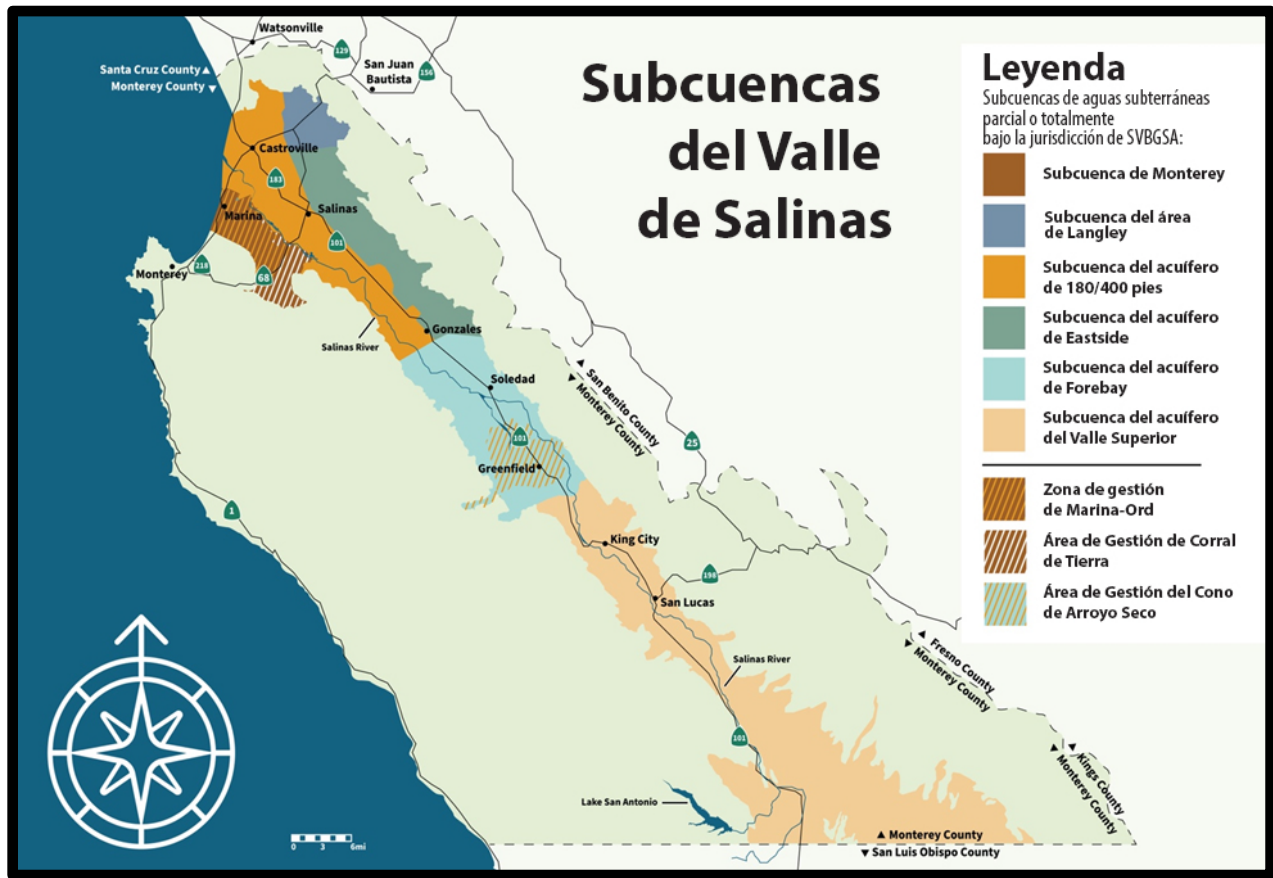 Subcuencas
del Valle
de Salinas
Leyenda
Subcuencas de aguas subterráneas
parcial o totalmente
bajo la jurisdicción de SVBGSA:
Subcuenca de Monterey
Subcuenca del área
de Langley
Subcuenca del acuífero
de 180/400 pies
Subcuenca del acuífero
de Eastside
Subcuenca del acuífero
de Forebay
Subcuenca del acuífero
del Valle Superior
Zona de gestión
de Marina-Ord
Área de Gestión de Corral
de Tierra
Área de Gestión del Cono
de Arroyo Seco
Watsonville
129
San Juan
Bautista
156
Santa Cruz County ▲
Monterey County ▼
Castroville
183
Marina
Salinas
101
Monterey
218
68
Salinas River
Gonzales
Soledad
▲ San Benito County
▼ Monterey County
25
101
Greenfield
1
King City
198
San Lucas
Salinas River
▲ Fresno County
▼ Monterey County
101
▲ Kings County
▼ Monterey County
Lake San Antonio
0 3 6mi
▲ Monterey County
▼ San Luis Obispo County